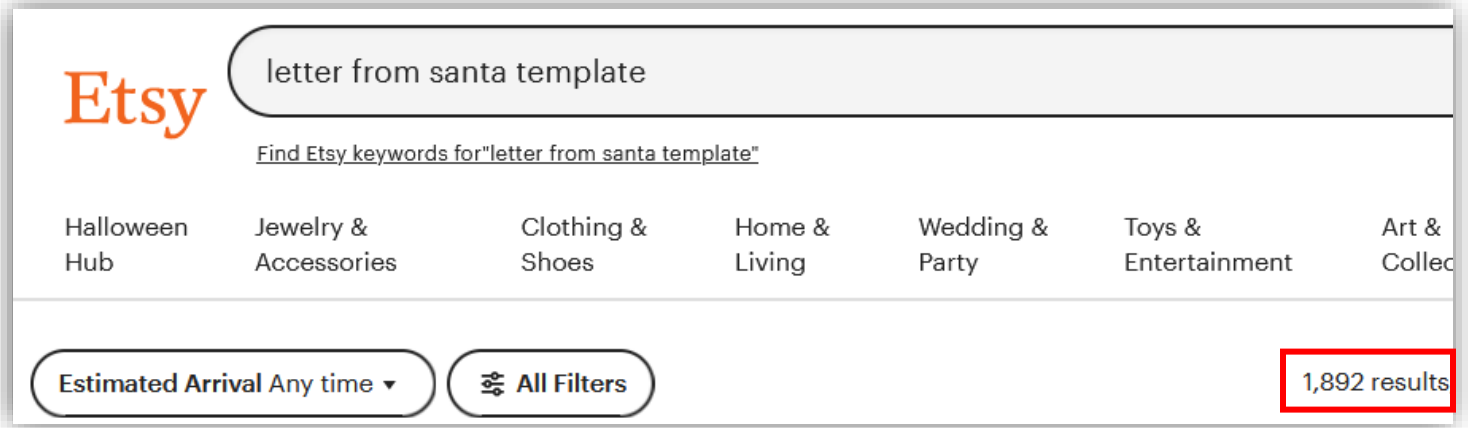 Etsy
letter from santa template
Find Etsy keywords for"letter from santa template"
Halloween Hub
Jewelry & Accessories
Clothing & Shoes
Home & Living
Wedding & Party
Toys & Entertainment
Art & Collec
Estimated Arrival Any time
All Filters
1,892 results